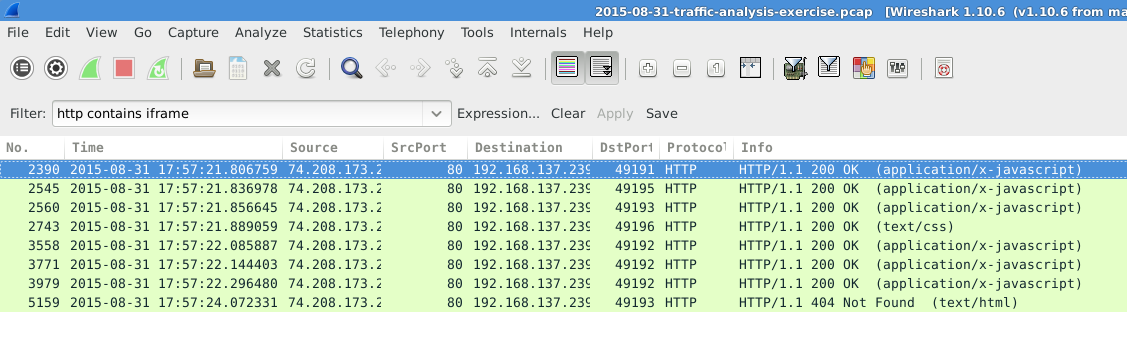 2015-08-31-traffic-analysis-exercise.pcap [Wireshark 1.10.6 (v1.10.6 from ma
File Edit View Go Capture Analyze Statistics Telephony Tools Internals Help
Filter: http contains iframe Expression... Clear Apply Save
No. Time Source SrcPort Destination DstPort Protocol Info
2390 2015-08-31 17:57:21.806759 74.208.173.2 80 192.168.137.239 49191 HTTP HTTP/1.1 200 OK (application/x-javascript)
2545 2015-08-31 17:57:21.836978 74.208.173.2 80 192.168.137.239 49195 HTTP HTTP/1.1 200 OK (application/x-javascript)
2560 2015-08-31 17:57:21.856645 74.208.173.2 80 192.168.137.239 49193 HTTP HTTP/1.1 200 OK (application/x-javascript)
2743 2015-08-31 17:57:21.889059 74.208.173.2 80 192.168.137.239 49196 HTTP HTTP/1.1 200 OK (text/css)
3558 2015-08-31 17:57:22.085887 74.208.173.2 80 192.168.137.239 49192 HTTP HTTP/1.1 200 OK (application/x-javascript)
3771 2015-08-31 17:57:22.144403 74.208.173.2 80 192.168.137.239 49192 HTTP HTTP/1.1 200 OK (application/x-javascript)
3979 2015-08-31 17:57:22.296480 74.208.173.2 80 192.168.137.239 49192 HTTP HTTP/1.1 200 OK (application/x-javascript)
5159 2015-08-31 17:57:24.072331 74.208.173.2 80 192.168.137.239 49193 HTTP HTTP/1.1 404 Not Found (text/html)